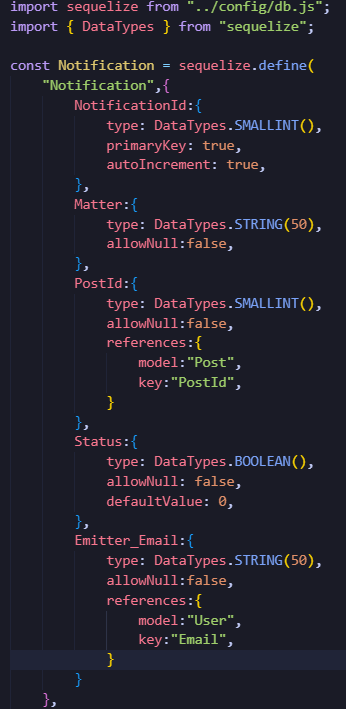 import sequelize from "../config/db.js";
import { DataTypes } from "sequelize";

const Notification = sequelize.define(
    "Notification",{
        NotificationId:{
            type: DataTypes.SMALLINT(),
            primaryKey: true,
            autoIncrement: true,
        },
        Matter:{
            type: DataTypes.STRING(50),
            allowNull:false,
        },
        PostId:{
            type: DataTypes.SMALLINT(),
            allowNull:false,
            references:{
                model:"Post",
                key:"PostId",
            }
        },
        Status:{
            type: DataTypes.BOOLEAN(),
            allowNull: false,
            defaultValue: 0,
        },
        Emitter_Email:{
            type: DataTypes.STRING(50),
            allowNull:false,
            references:{
                model:"User",
                key:"Email",
            }
        }
    },